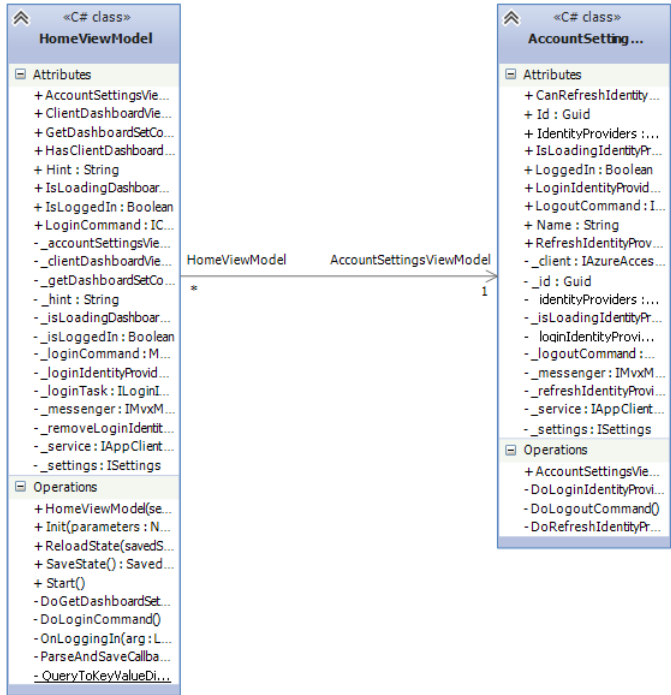 «C# class»
HomeViewModel
Attributes
+ AccountSettingsVie...
+ ClientDashboardVie...
+ GetDashboardSetCo...
+ HasClientDashboard...
+ Hint : String
+ IsLoadingDashboar...
+ IsLoggedIn : Boolean
+ LoginCommand : IC...
- _accountSettingsVie...
- _clientDashboardVie...
- _getDashboardSetCo...
- _hint : String
- _isLoadingDashboar...
- _isLoggedIn : Boolean
- _loginCommand : M...
- _loginIdentityProvid...
- _loginTask : ILoginI...
- _messenger : IMvxM...
- _removeLoginIdentit...
- _service : IAppClient...
- _settings : ISettings
Operations
+ HomeViewModel(se...
+ Init(parameters : N...
+ ReloadState(savedS...
+ SaveState() : Saved...
+ Start()
- DoGetDashboardSet...
- DoLoginCommand()
- OnLoggingIn(arg : L...
- ParseAndSaveCallba...
- QueryToKeyValueDi...
HomeViewModel
*
AccountSettingsViewModel
1
«C# class»
AccountSetting...
Attributes
+ CanRefreshIdentity...
+ Id : Guid
+ IdentityProviders :...
+ IsLoadingIdentityPr...
+ LoggedIn : Boolean
+ LoginIdentityProvid...
+ LogoutCommand : I...
+ Name : String
+ RefreshIdentityProv...
- _client : IAzureAcces...
- _id : Guid
- identityProviders :...
- _isLoadingIdentityPr...
- loginIdentityProvi...
- _logoutCommand :...
- _messenger : IMvxM...
- _refreshIdentityProvi...
- _service : IAppClient...
- _settings : ISettings
Operations
+ AccountSettingsVie...
- DoLoginIdentityProvi...
- DoLogoutCommand()
- DoRefreshIdentityPr...